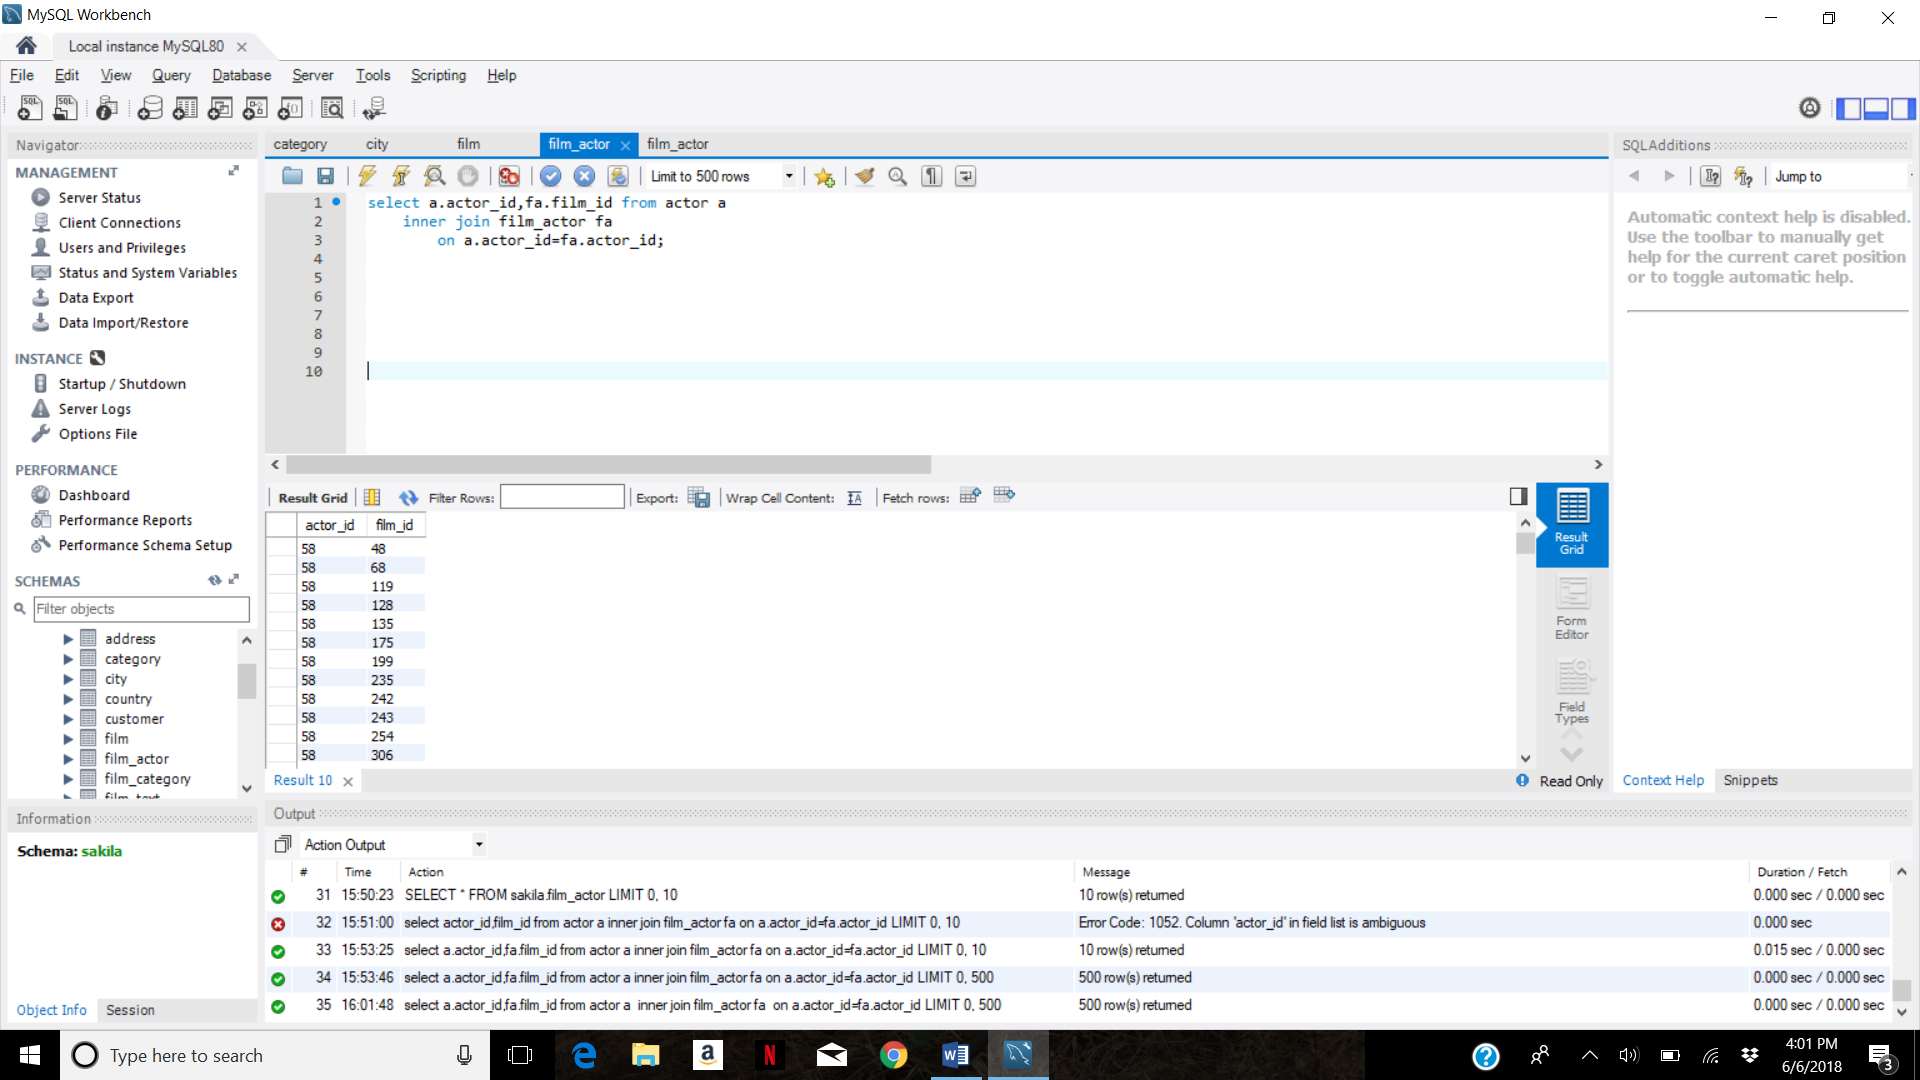 MySQL Workbench
Local instance MySQL80
File Edit View Query Database Server Tools Scripting Help
Navigator
MANAGEMENT
Server Status
Client Connections
Users and Privileges
Status and System Variables
Data Export
Data Import/Restore
INSTANCE
Startup / Shutdown
Server Logs
Options File
PERFORMANCE
Dashboard
Performance Reports
Performance Schema Setup
SCHEMAS
Filter objects
address
category
city
country
customer
film
film_actor
film_category
film_text
Information
Schema: sakila
Object Info Session
category city film film_actor film_actor
Limit to 500 rows
1 select a.actor_id,fa.film_id from actor a
2 inner join film_actor fa
3 on a.actor_id=fa.actor_id;
4
5
6
7
8
9
10
Result Grid Filter Rows: Export: Wrap Cell Content: Fetch rows:
actor_id film_id
58 48
58 68
58 119
58 128
58 135
58 175
58 199
58 235
58 242
58 243
58 254
58 306
Result Grid
Form Editor
Field Types
Result 10
Read Only
SQLAdditions
Jump to
Automatic context help is disabled.
Use the toolbar to manually get
help for the current caret position
or to toggle automatic help.
Context Help Snippets
Output
Action Output
# Time Action Message Duration / Fetch
31 15:50:23 SELECT * FROM sakila.film_actor LIMIT 0, 10 10 row(s) returned 0.000 sec / 0.000 sec
32 15:51:00 select actor_id,film_id from actor a inner join film_actor fa on a.actor_id=fa.actor_id LIMIT 0, 10 Error Code: 1052. Column 'actor_id' in field list is ambiguous 0.000 sec
33 15:53:25 select a.actor_id,fa.film_id from actor a inner join film_actor fa on a.actor_id=fa.actor_id LIMIT 0, 10 10 row(s) returned 0.015 sec / 0.000 sec
34 15:53:46 select a.actor_id,fa.film_id from actor a inner join film_actor fa on a.actor_id=fa.actor_id LIMIT 0, 500 500 row(s) returned 0.000 sec / 0.000 sec
35 16:01:48 select a.actor_id,fa.film_id from actor a inner join film_actor fa on a.actor_id=fa.actor_id LIMIT 0, 500 500 row(s) returned 0.000 sec / 0.000 sec
Type here to search
4:01 PM
6/6/2018
3